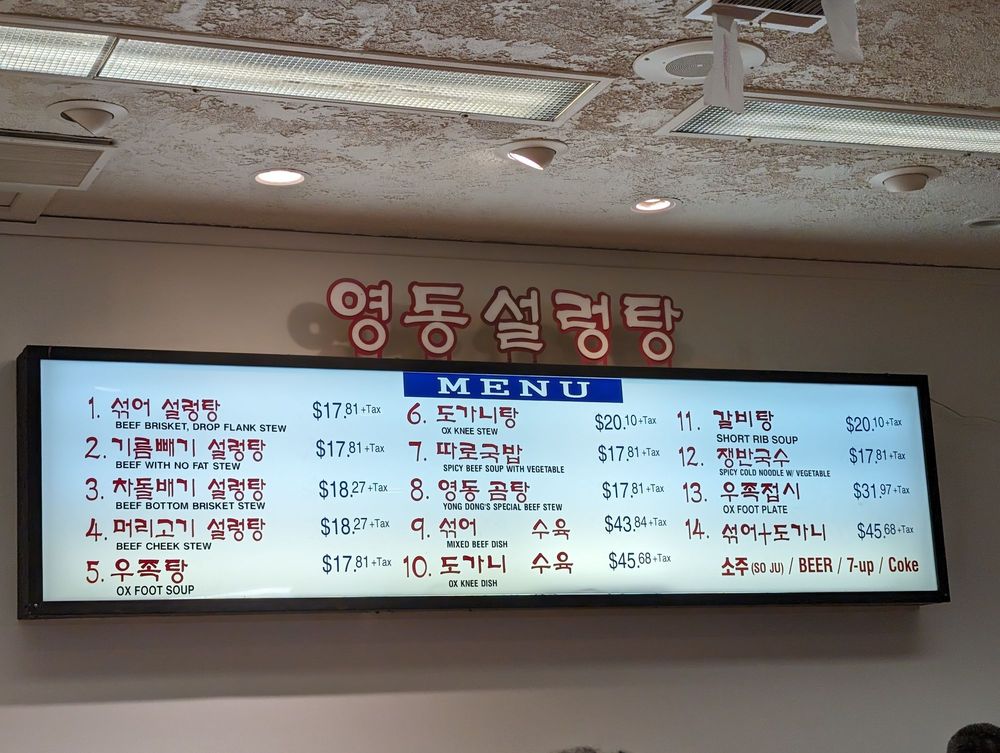 영동설렁탕
MENU
1. 섞어 설렁탕 $17.81+Tax
BEEF BRISKET, DROP FLANK STEW
2. 기름빼기 설렁탕 $17.81+Tax
BEEF WITH NO FAT STEW
3. 차돌배기 설렁탕 $18.27+Tax
BEEF BOTTOM BRISKET STEW
4. 머리고기 설렁탕 $18.27+Tax
BEEF CHEEK STEW
5. 우족탕 $17.81+Tax
OX FOOT SOUP
6. 도가니탕 $20.10+Tax
OX KNEE STEW
7. 따로국밥 $17.81+Tax
SPICY BEEF SOUP WITH VEGETABLE
8. 영동 곰탕 $17.81+Tax
YONG DONG'S SPECIAL BEEF STEW
9. 섞어 수육 $43.84+Tax
MIXED BEEF DISH
10. 도가니 수육 $45.68+Tax
OX KNEE DISH
11. 갈비탕 $20.10+Tax
SHORT RIB SOUP
12. 쟁반국수 $17.81+Tax
SPICY COLD NOODLE W/ VEGETABLE
13. 우족접시 $31.97+Tax
OX FOOT PLATE
14. 섞어+도가니 $45.68+Tax
소주(SO JU) / BEER / 7-up / Coke